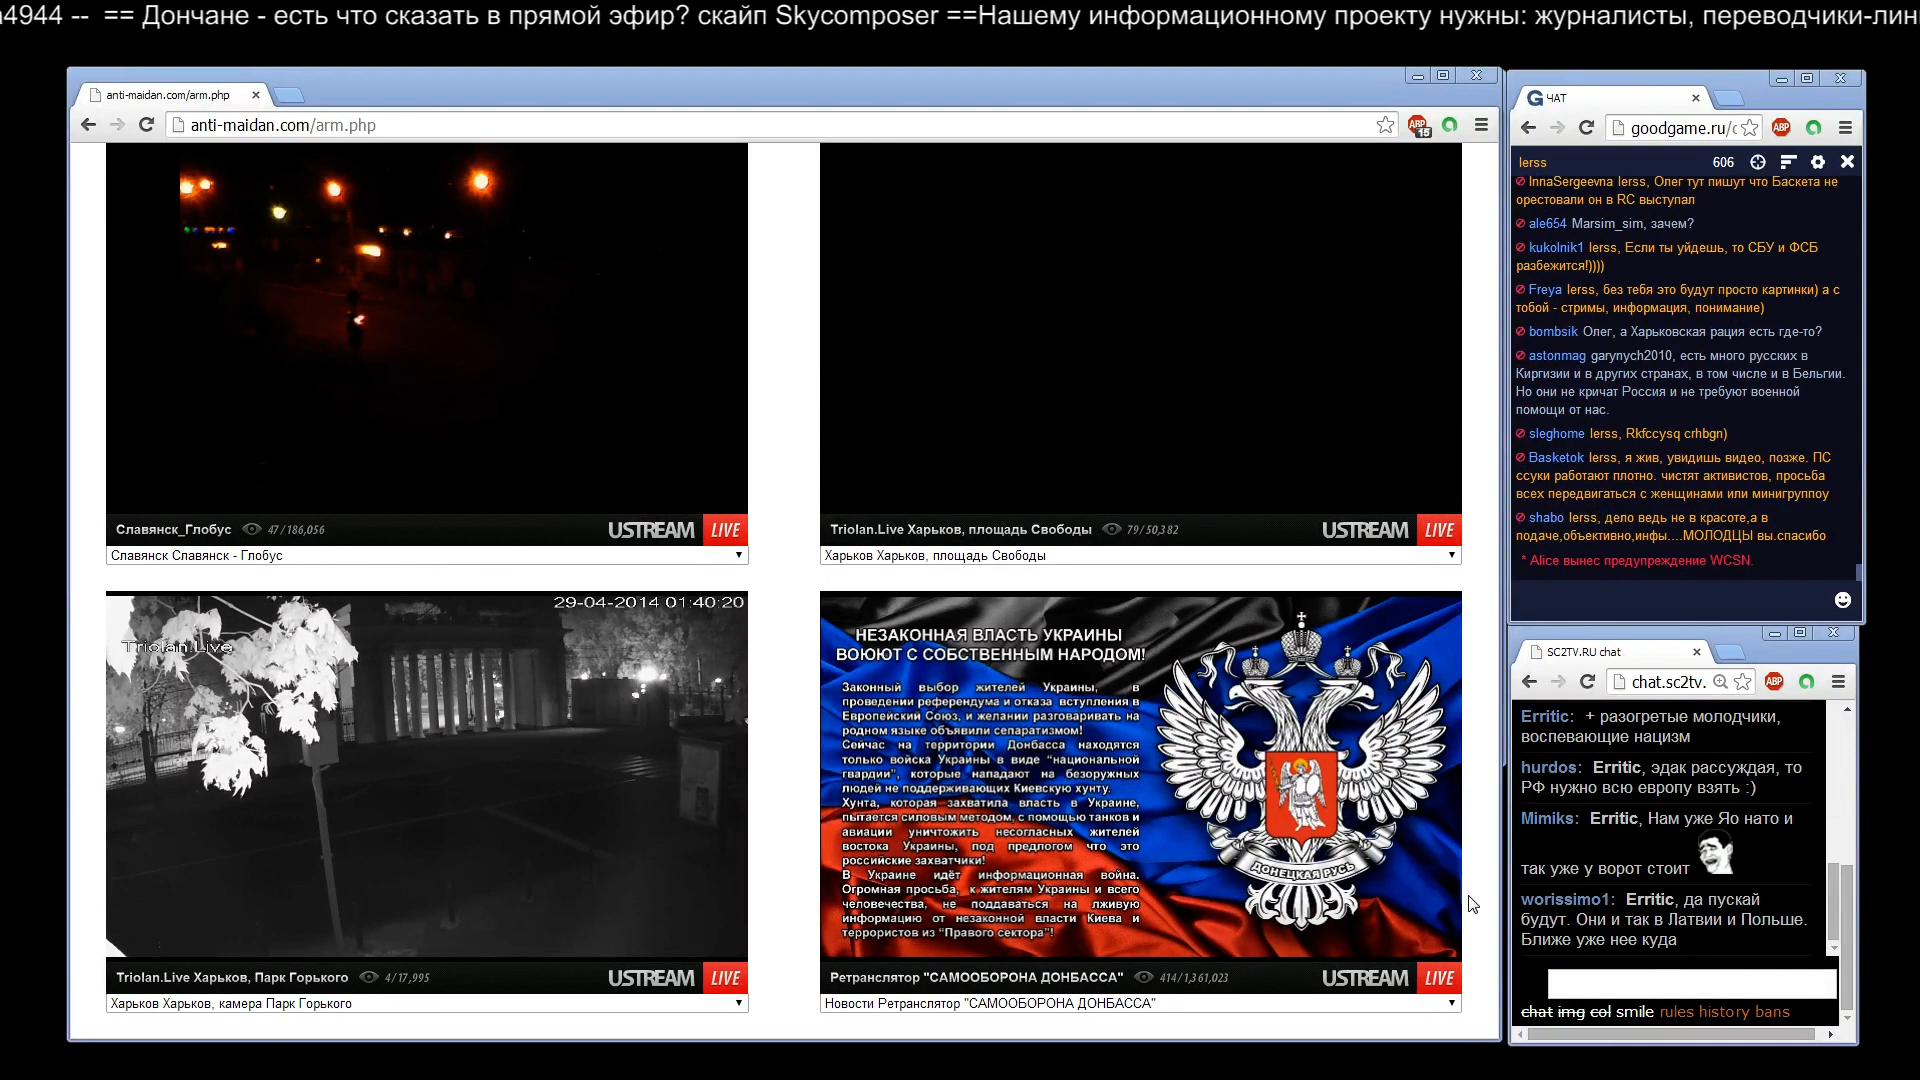 a4944 -- == Дончане - есть что сказать в прямой эфир? скайп Skycomposer ==Нашему информационному проекту нужны: журналисты, переводчики-лин
anti-maidan.com/arm.php
anti-maidan.com/arm.php
ABP
15
Славянск_Глобус 47/186,056 USTREAM LIVE
Славянск Славянск - Глобус
Triolan.Live Харьков, площадь Свободы 79/50,382 USTREAM LIVE
Харьков Харьков, площадь Свободы
29-04-2014 01:40:20
Triolan.Live
Triolan.Live Харьков, Парк Горького 4/17,995 USTREAM LIVE
Харьков Харьков, камера Парк Горького
НЕЗАКОННАЯ ВЛАСТЬ УКРАИНЫ
ВОЮЮТ С СОБСТВЕННЫМ НАРОДОМ!
Законный выбор жителей Украины, в
проведении референдума и отказа вступления в
Европейский Союз, и желании разговаривать на
родном языке объявили сепаратизмом!
Сейчас на территории Донбасса находятся
только войска Украины в виде "национальной
гвардии", которые нападают на безоружных
людей не поддерживающих Киевскую хунту.
Хунта, которая захватила власть в Украине,
пытается силовым методом, с помощью танков и
авиации уничтожить несогласных жителей
востока Украины, под предлогом что это
российские захватчики!
В Украине идёт информационная война.
Огромная просьба, к жителям Украины и всего
человечества, не поддаваться на лживую
информацию от незаконной власти Киева и
террористов из "Правого сектора"!
ДОНЕЦКАЯ РУСЬ
Ретранслятор "САМООБОРОНА ДОНБАССА" 414/1,361,023 USTREAM LIVE
Новости Ретранслятор "САМООБОРОНА ДОНБАССА"
ЧАТ
goodgame.ru/c
ABP
lerss 606
InnaSergeevna lerss, Олег тут пишут что Баскета не
орестовали он в RC выступал
ale654 Marsim_sim, зачем?
kukolnik1 lerss, Если ты уйдешь, то СБУ и ФСБ
разбежится!))))
Freya lerss, без тебя это будут просто картинки) а с
тобой - стримы, информация, понимание)
bombsik Олег, а Харьковская рация есть где-то?
astonmag garynych2010, есть много русских в
Киргизии и в других странах, в том числе и в Бельгии.
Но они не кричат Россия и не требуют военной
помощи от нас.
sleghome lerss, Rkfccysq crhbgn)
Basketok lerss, я жив, увидишь видео, позже. ПС
ссуки работают плотно. чистят активистов, просьба
всех передвигаться с женщинами или минигруппоу
shabo lerss, дело ведь не в красоте,а в
подаче,объективно,инфы....МОЛОДЦЫ вы.спасибо
* Alice вынес предупреждение WCSN.
SC2TV.RU chat
chat.sc2tv.
ABP
Erritic: + разогретые молодчики,
воспевающие нацизм
hurdos: Erritic, эдак рассуждая, то
РФ нужно всю европу взять :)
Mimiks: Erritic, Нам уже Яо нато и
так уже у ворот стоит
worissimo1: Erritic, да пускай
будут. Они и так в Латвии и Польше.
Ближе уже нее куда
chat img col smile rules history bans